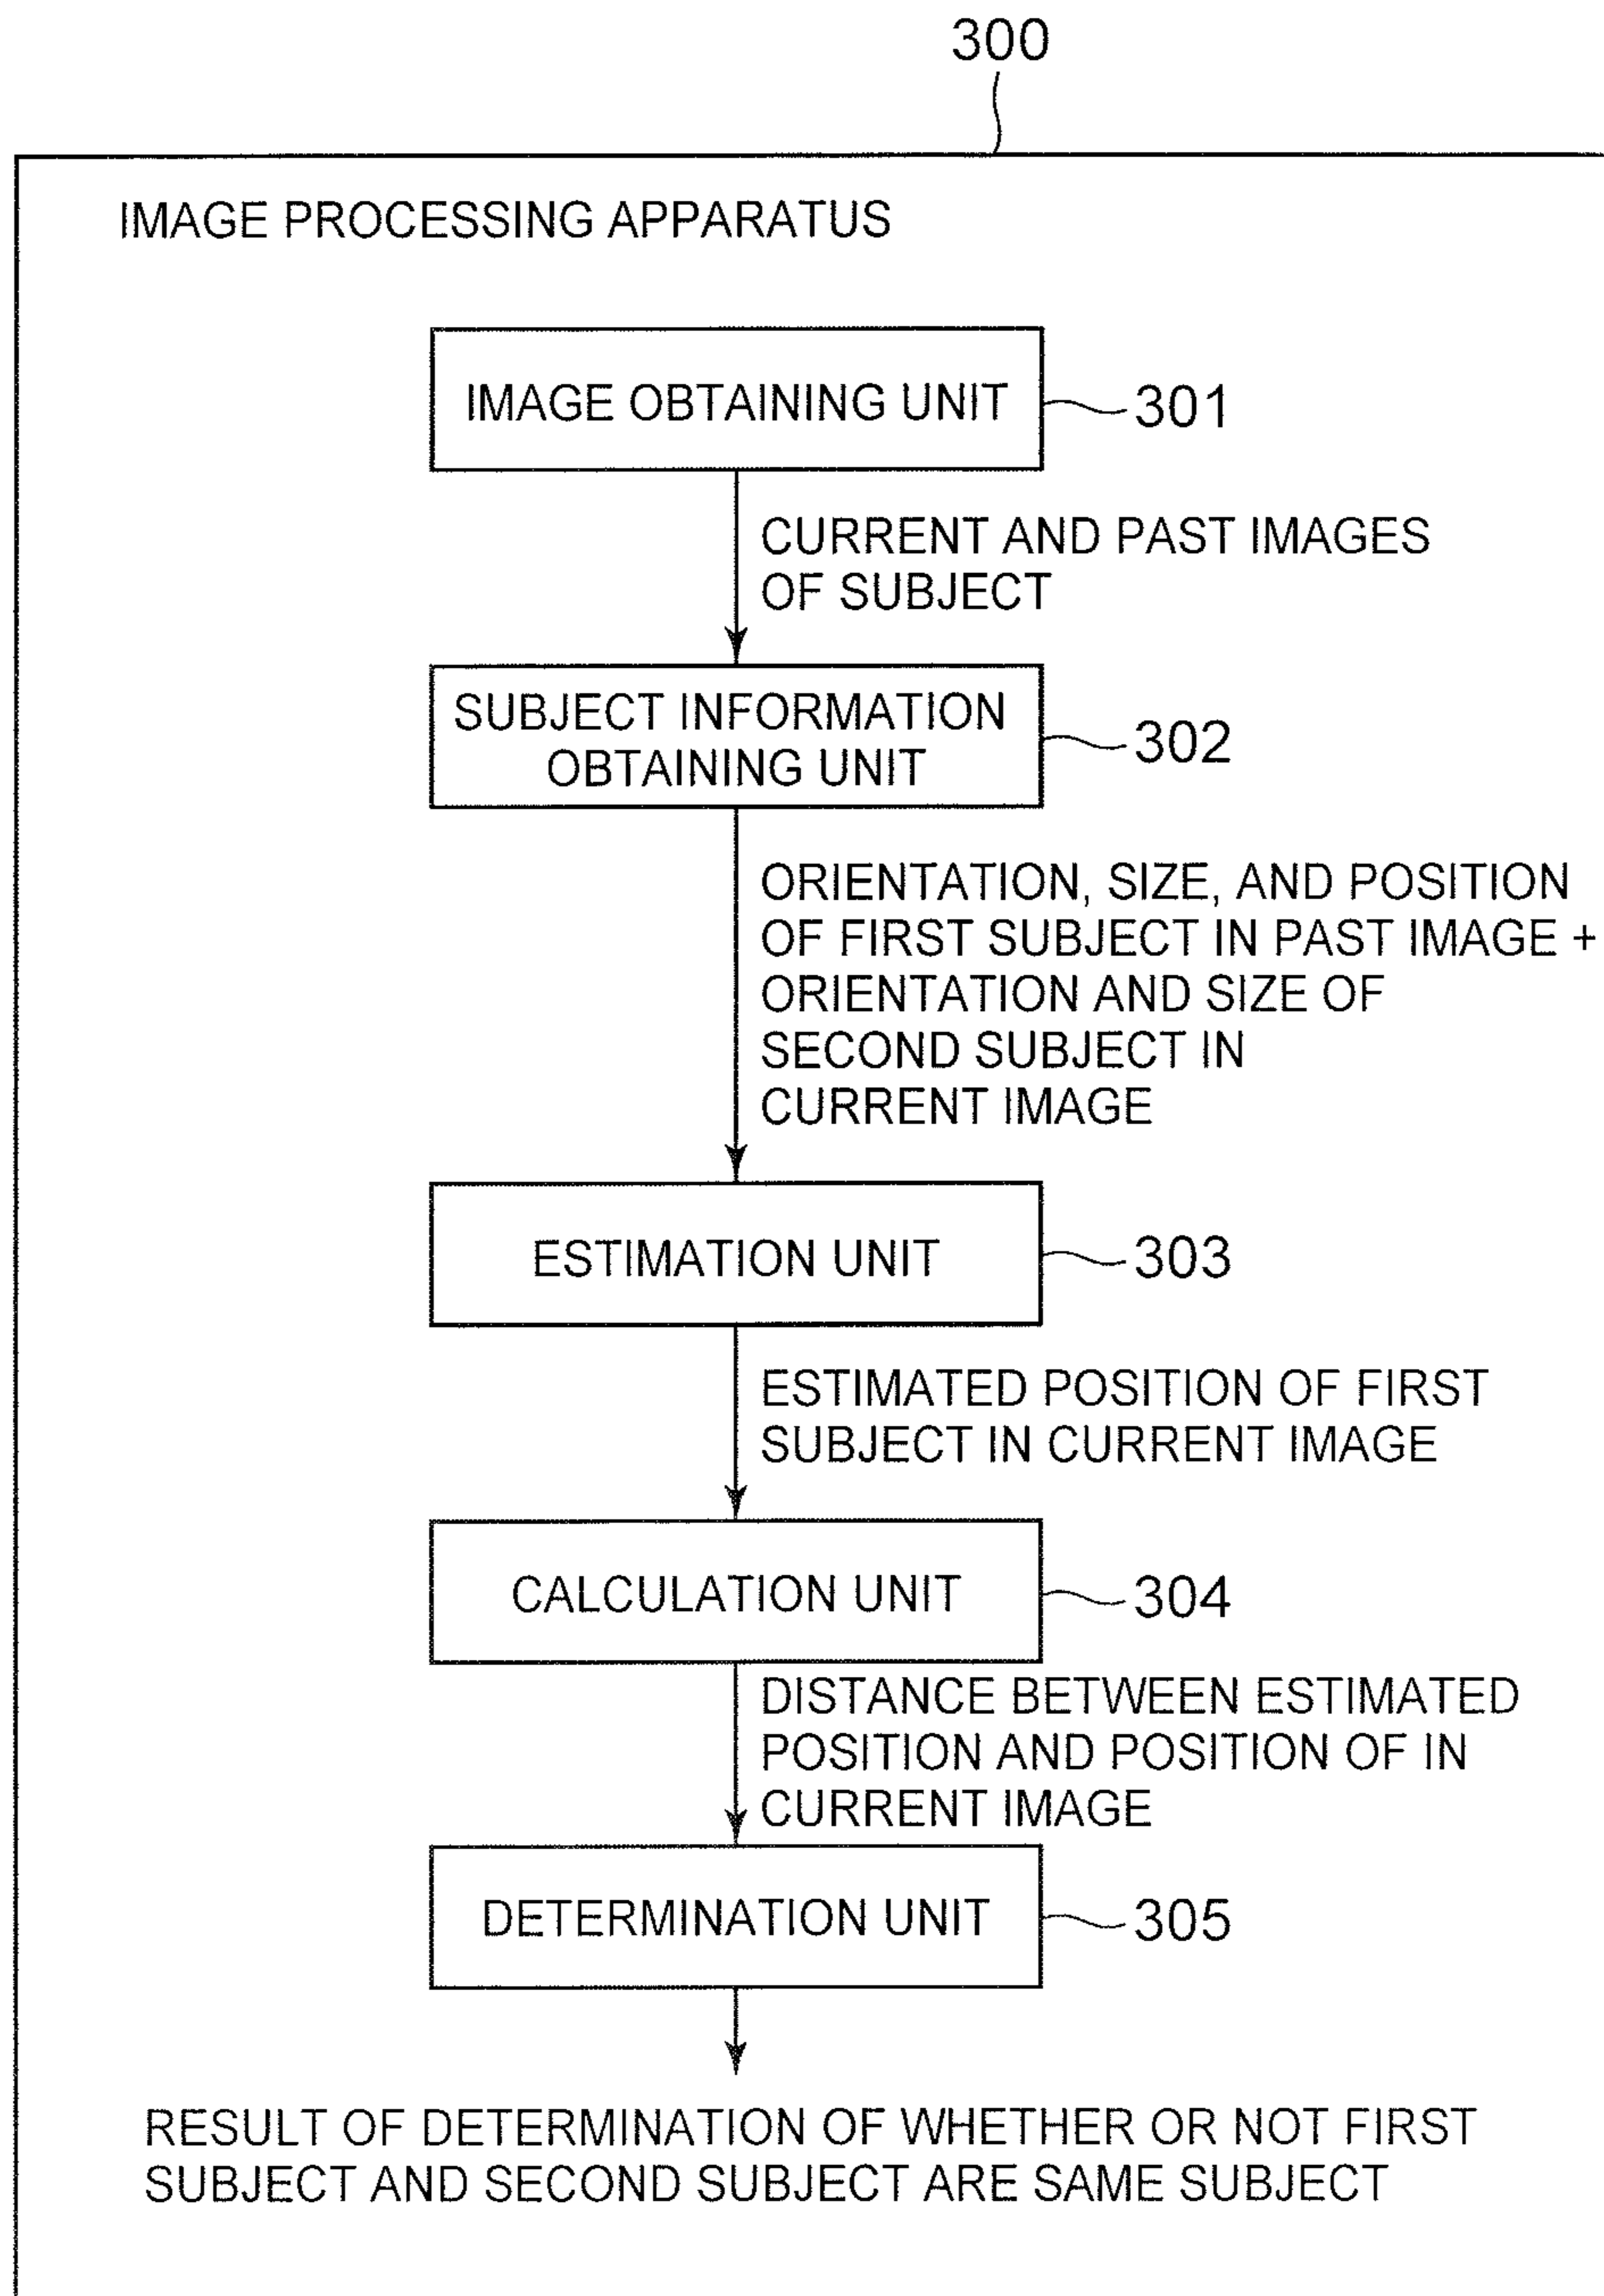 300
IMAGE PROCESSING APPARATUS
IMAGE OBTAINING UNIT
301
CURRENT AND PAST IMAGES
OF SUBJECT
SUBJECT INFORMATION
OBTAINING UNIT
302
ORIENTATION, SIZE, AND POSITION
OF FIRST SUBJECT IN PAST IMAGE +
ORIENTATION AND SIZE OF
SECOND SUBJECT IN
CURRENT IMAGE
ESTIMATION UNIT
303
ESTIMATED POSITION OF FIRST
SUBJECT IN CURRENT IMAGE
CALCULATION UNIT
304
DISTANCE BETWEEN ESTIMATED
POSITION AND POSITION OF IN
CURRENT IMAGE
DETERMINATION UNIT
305
RESULT OF DETERMINATION OF WHETHER OR NOT FIRST
SUBJECT AND SECOND SUBJECT ARE SAME SUBJECT